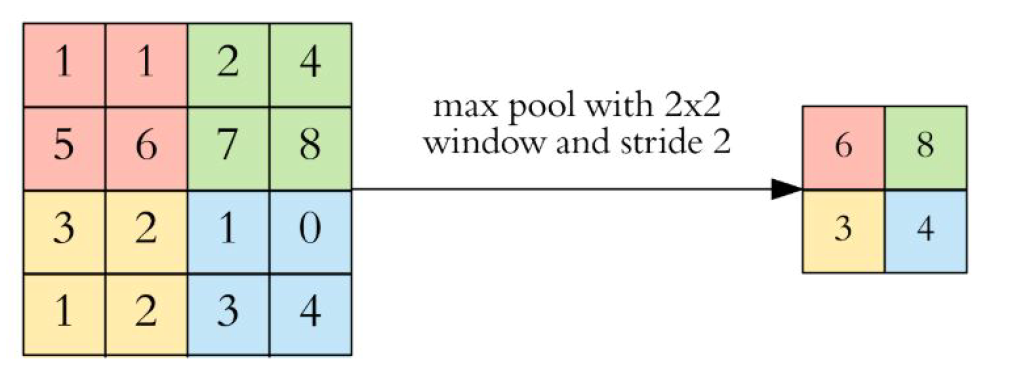 1 1 2 4
5 6 7 8
3 2 1 0
1 2 3 4
max pool with 2x2
window and stride 2
6 8
3 4